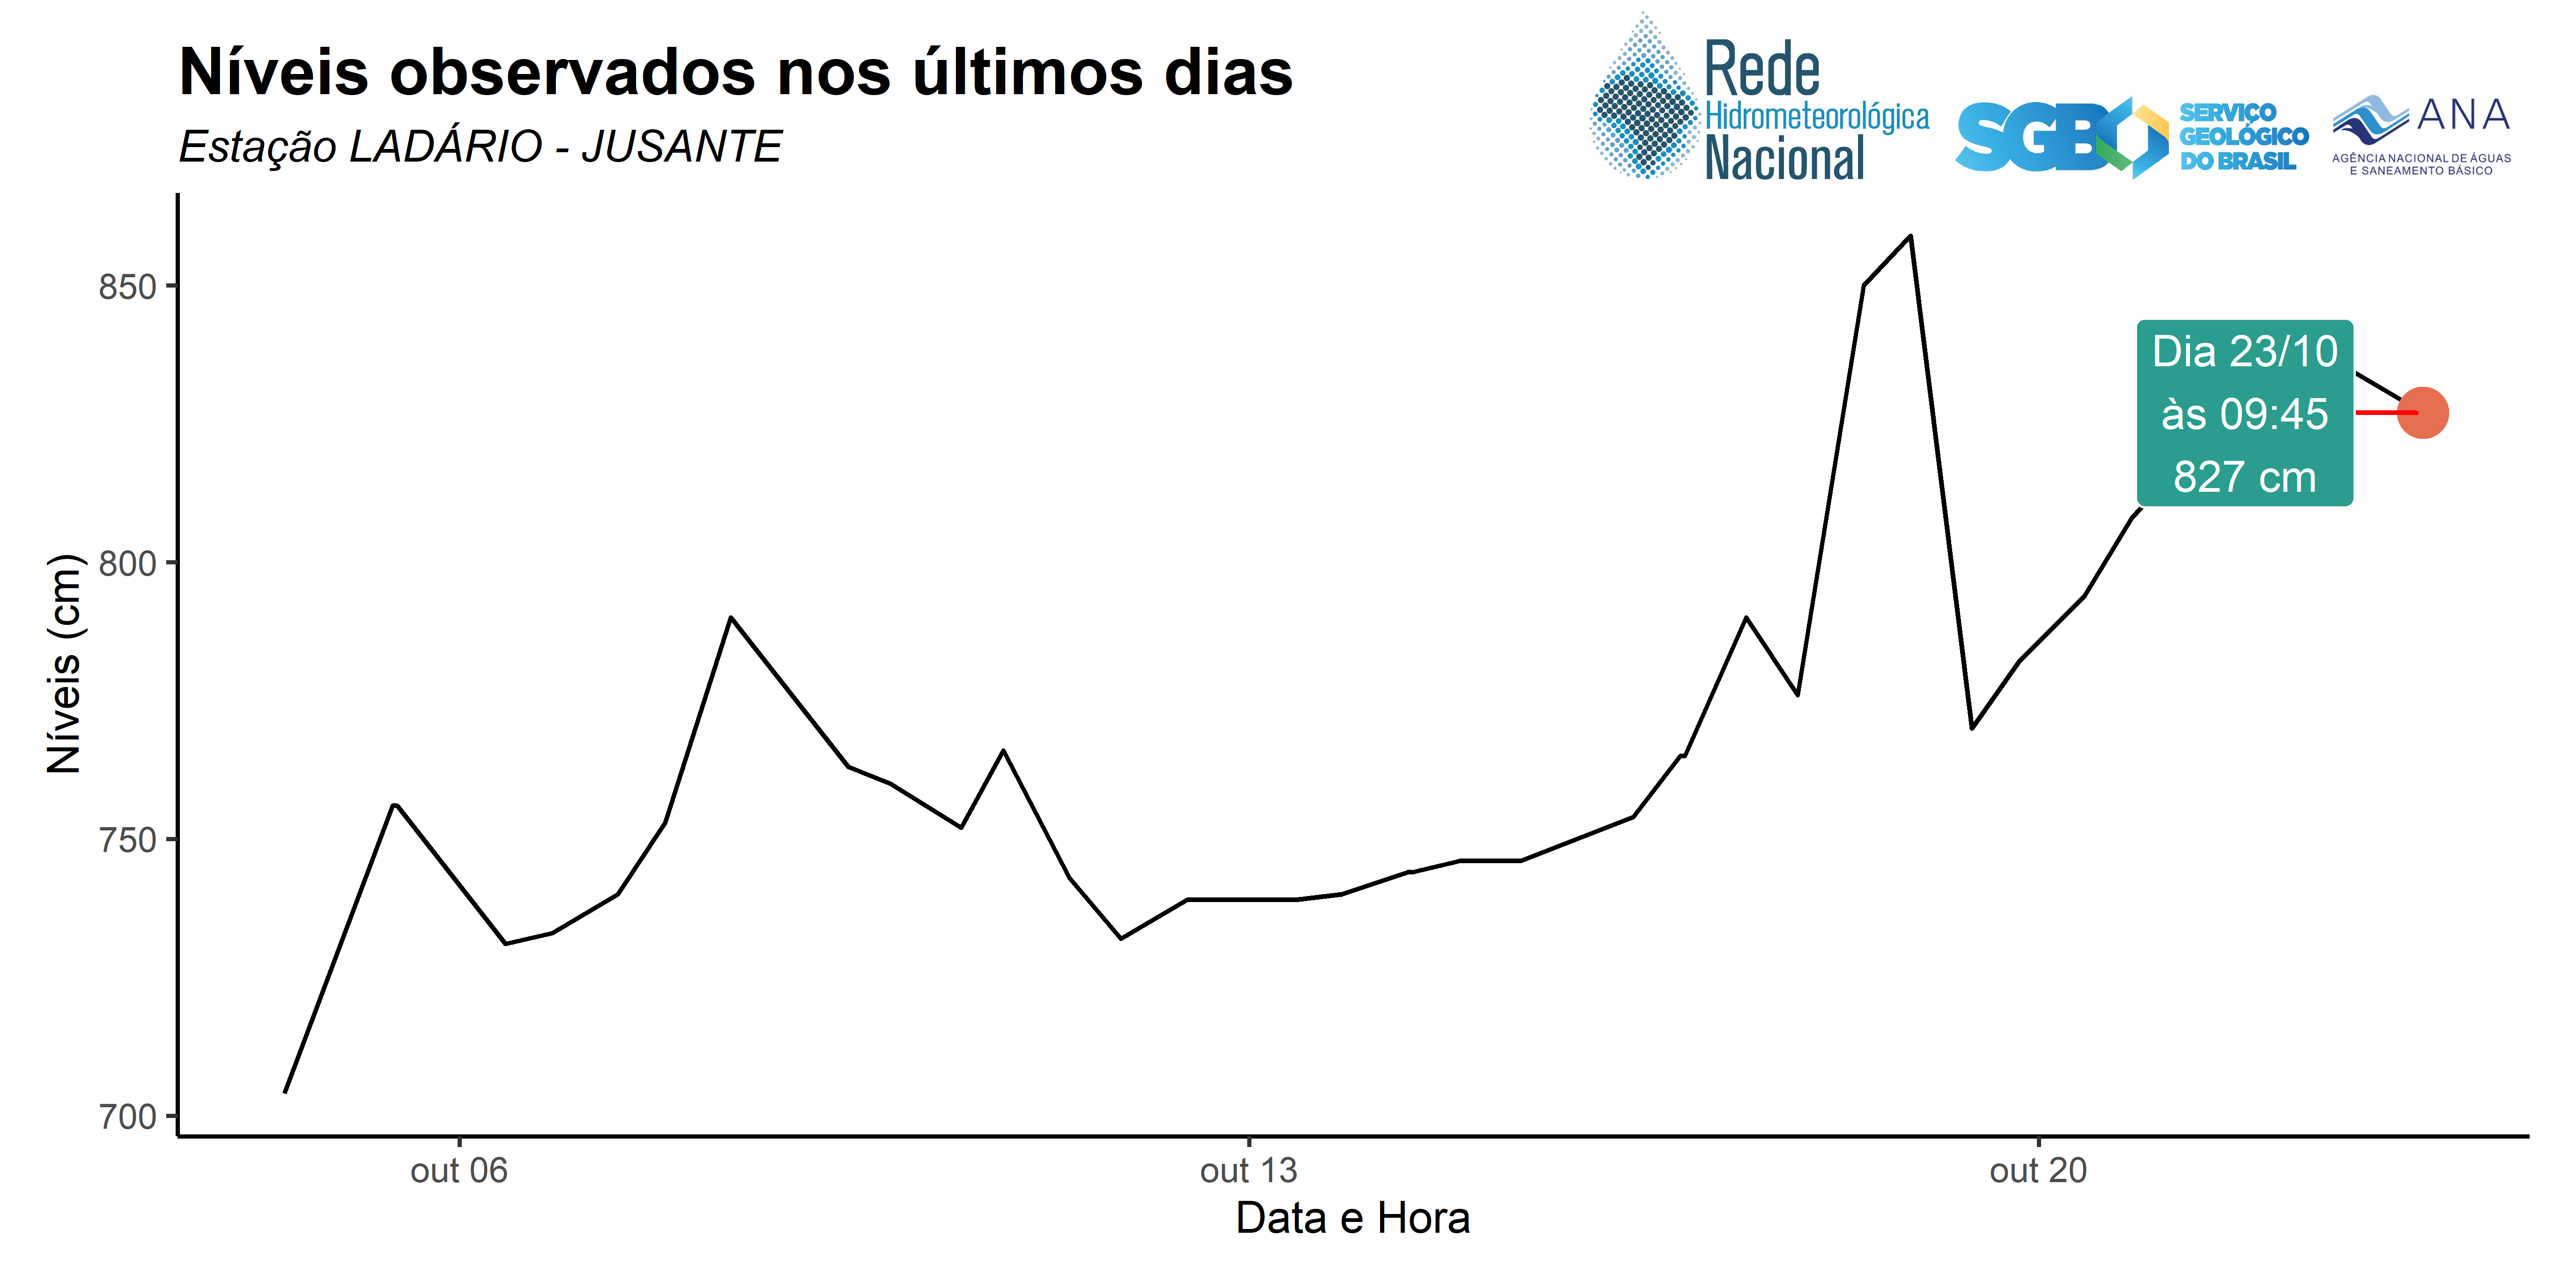 Níveis observados nos últimos dias
Estação LADÁRIO - JUSANTE
Rede
Hidrometeorológica
Nacional
SGB
SERVIÇO
GEOLÓGICO
DO BRASIL
ANA
AGÊNCIA NACIONAL DE ÁGUAS
E SANEAMENTO BÁSICO
Níveis (cm)
850
800
750
700
Dia 23/10
às 09:45
827 cm
out 06
out 13
out 20
Data e Hora